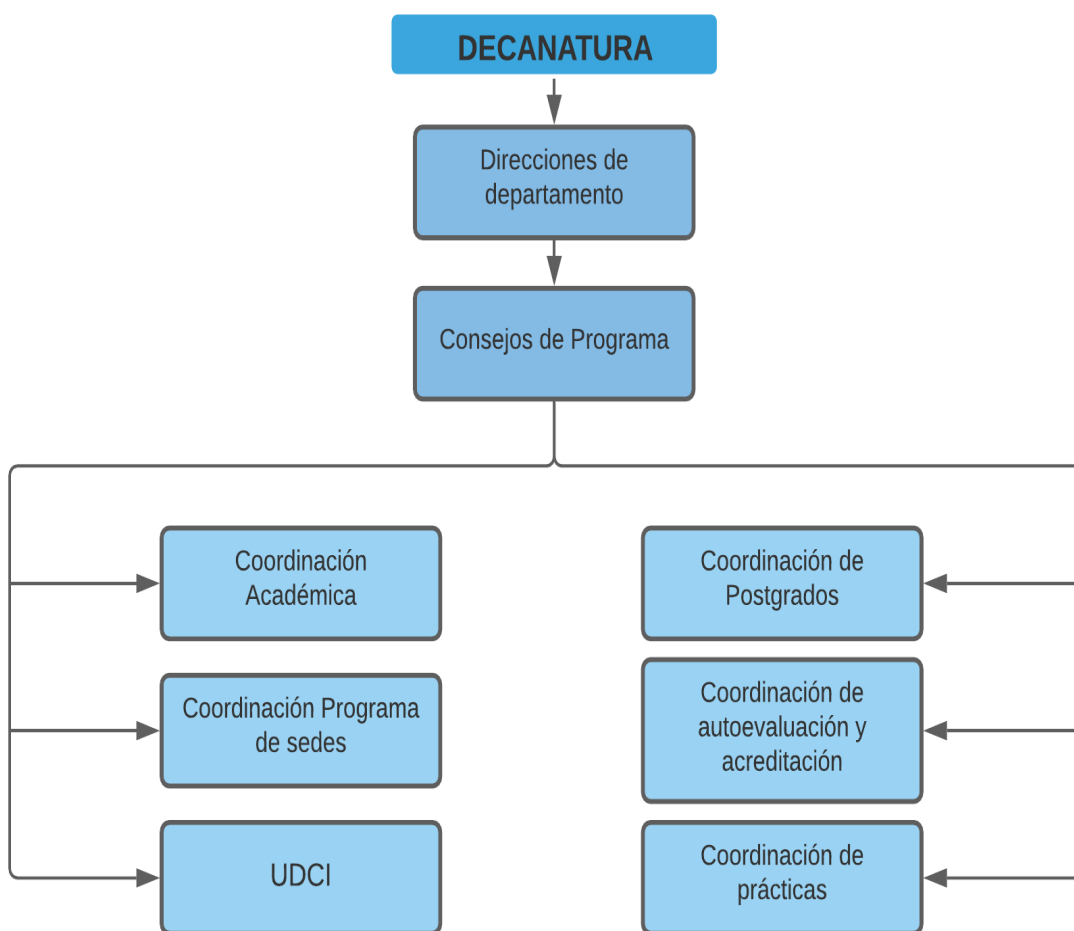 DECANATURA
Direcciones de
departamento
Consejos de Programa
Coordinación
Académica
Coordinación Programa
de sedes
UDCI
Coordinación de
Postgrados
Coordinación de
autoevaluación y
acreditación
Coordinación de
prácticas